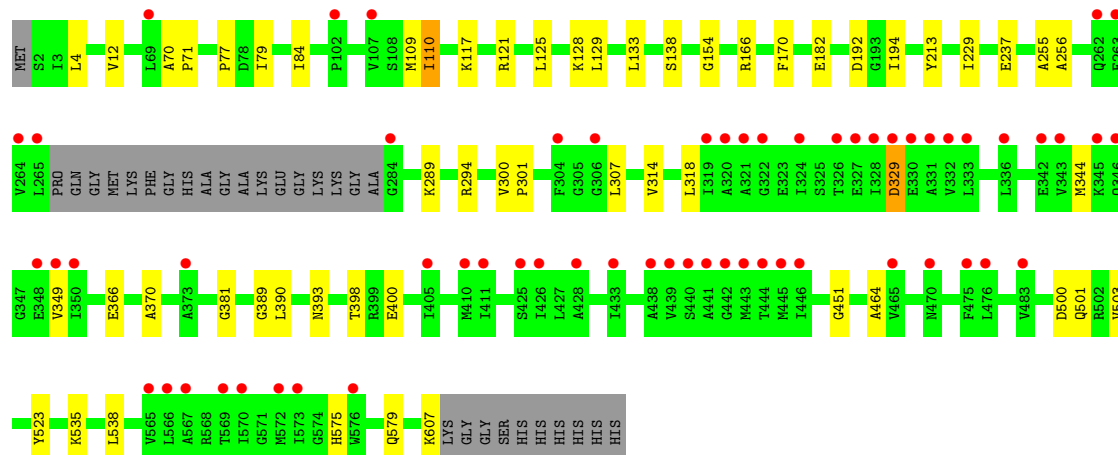 MET S2 I3 L4 V12 L69 A70 P71 P77 D78 I79 I84 P102 V107 S108 M109 I110 K117 R121 L125 K128 L129 L133 S138 G154 R166 F170 E182 D192 G193 I194 Y213 I229 E237 A255 A256 Q262
V264 L265 PRO GLN GLY MET LYS PHE GLY HIS ALA GLY ALA LYS GLU GLY LYS LYS GLY ALA G284 K289 R294 V300 P301 F304 G305 G306 L307 V314 L318 I319 A320 A321 G322 E323 I324 S325 T326 E327 I328 D329 E330 A331 V332 L333 L336 E342 V343 M344 K345
G347 E348 V349 I350 E366 A370 A373 G381 G389 L390 N393 T398 R399 E400 I405 M410 I411 S425 I426 L427 A428 I433 A438 V439 S440 A441 G442 M443 T444 M445 I446 G451 A464 V465 N470 F475 L476 V483 D500 Q501 R502
Y523 K535 L538 V565 L566 A567 R568 T569 I570 G571 M572 I573 G574 H575 W576 Q579 K607 LYS GLY GLY SER HIS HIS HIS HIS HIS HIS